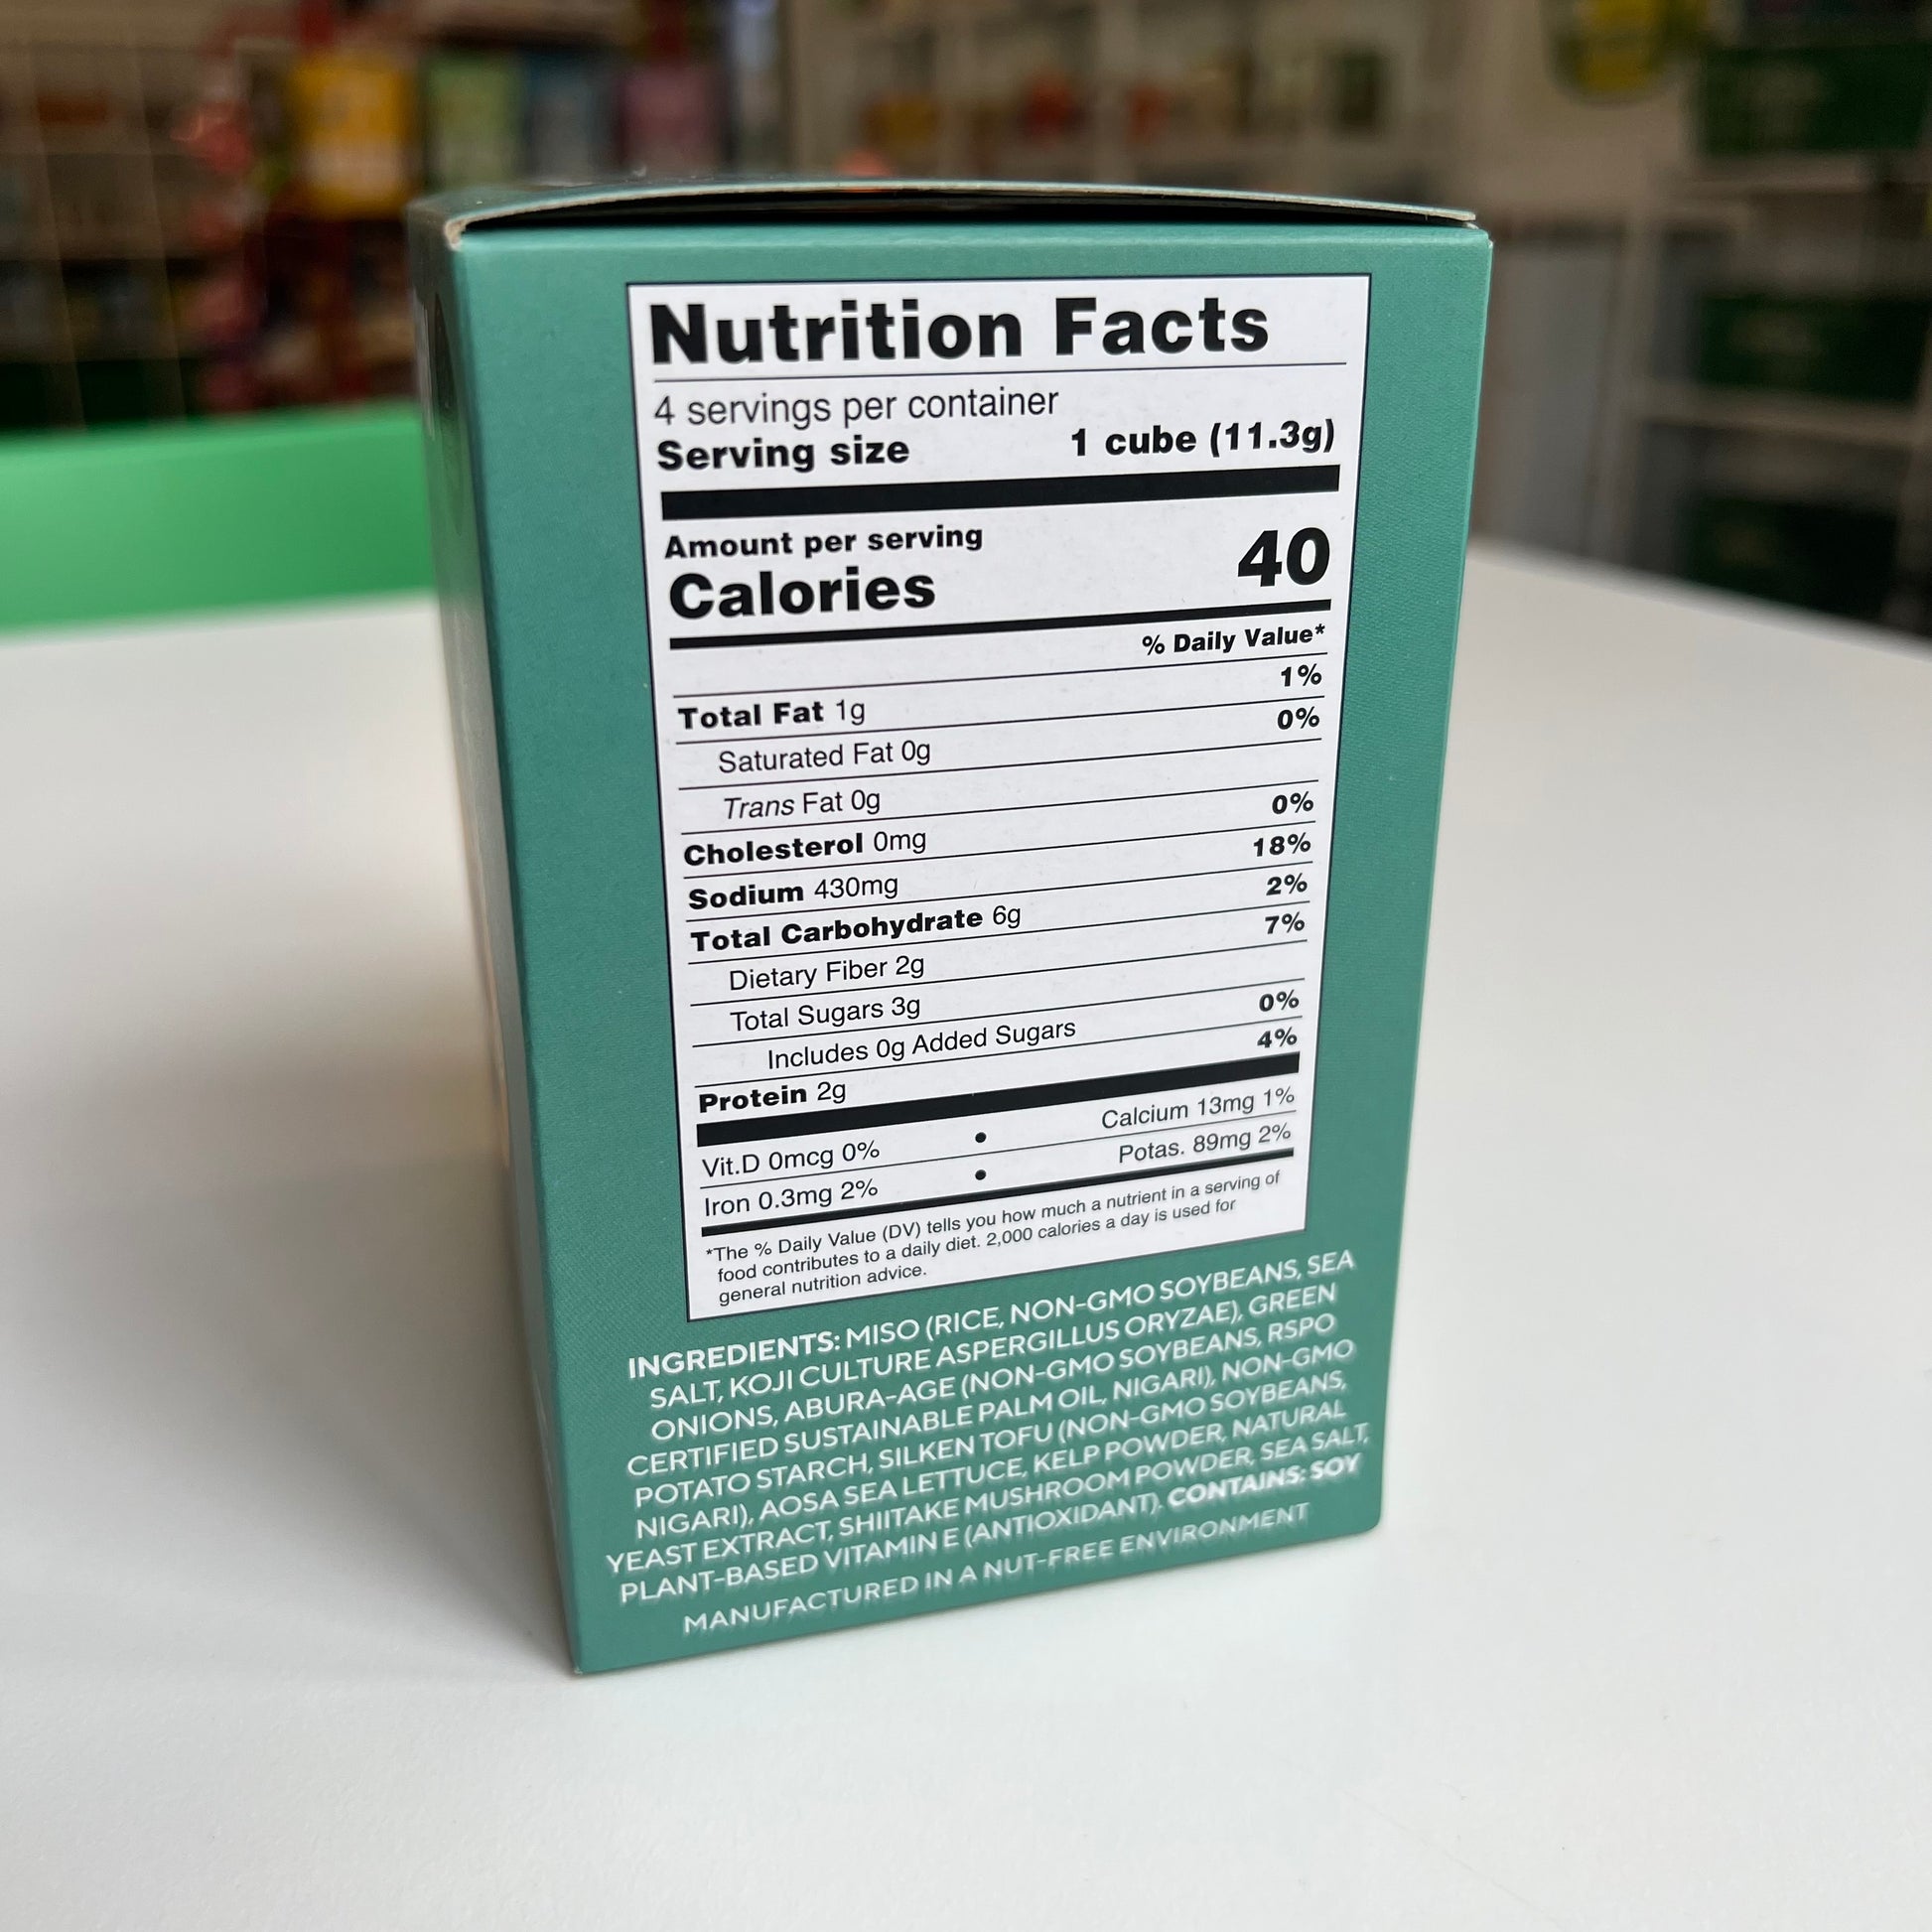 Nutrition Facts
4 servings per container
Serving size 1 cube (11.3g)
Amount per serving
Calories 40
% Daily Value*
Total Fat 1g 1%
Saturated Fat 0g 0%
Trans Fat 0g
Cholesterol 0mg 0%
Sodium 430mg 18%
Total Carbohydrate 6g 2%
Dietary Fiber 2g 7%
Total Sugars 3g
Includes 0g Added Sugars 0%
Protein 2g 4%
Vit.D 0mcg 0% • Calcium 13mg 1%
Iron 0.3mg 2% • Potas. 89mg 2%
*The % Daily Value (DV) tells you how much a nutrient in a serving of
food contributes to a daily diet. 2,000 calories a day is used for
general nutrition advice.
INGREDIENTS: MISO (RICE, NON-GMO SOYBEANS, SEA
SALT, KOJI CULTURE ASPERGILLUS ORYZAE), GREEN
ONIONS, ABURA-AGE (NON-GMO SOYBEANS, RSPO
CERTIFIED SUSTAINABLE PALM OIL, NIGARI), NON-GMO
POTATO STARCH, SILKEN TOFU (NON-GMO SOYBEANS,
NIGARI), AOSA SEA LETTUCE, KELP POWDER, NATURAL
YEAST EXTRACT, SHIITAKE MUSHROOM POWDER, SEA SALT,
PLANT-BASED VITAMIN E (ANTIOXIDANT). CONTAINS: SOY
MANUFACTURED IN A NUT-FREE ENVIRONMENT